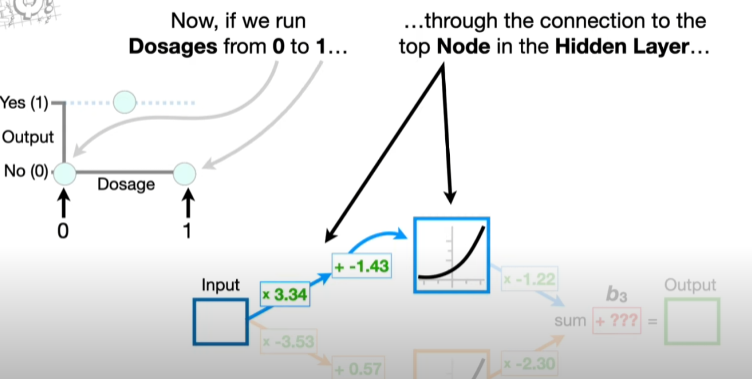 Now, if we run
Dosages from 0 to 1...
...through the connection to the
top Node in the Hidden Layer...
Yes (1)
Output
No (0)
Dosage
0
1
+ -1.43
Input
x 3.34
x -1.22
b3
Output
sum
+ ???
=
x -3.53
+ 0.57
x -2.30